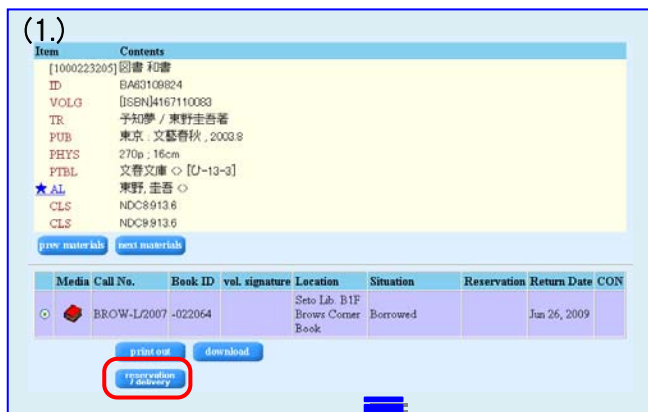 (1.)
Item Contents
[1000223205] 図書 和書
ID BA63109824
VOLG [ISBN]4167110083
TR 予知夢 / 東野圭吾著
PUB 東京 : 文藝春秋 , 2003.8
PHYS 270p ; 16cm
PTBL 文春文庫 <> [ひ-13-3]
★ AL 東野, 圭吾 <>
CLS NDC8:913.6
CLS NDC9:913.6
prev materials next materials
Media Call No. Book ID vol. signature Location Situation Reservation Return Date CON
BROW-L/2007 -022064 Seto Lib. B1F Brows Corner Book Borrowed Jun 26, 2009
print out download
reservation / delivery